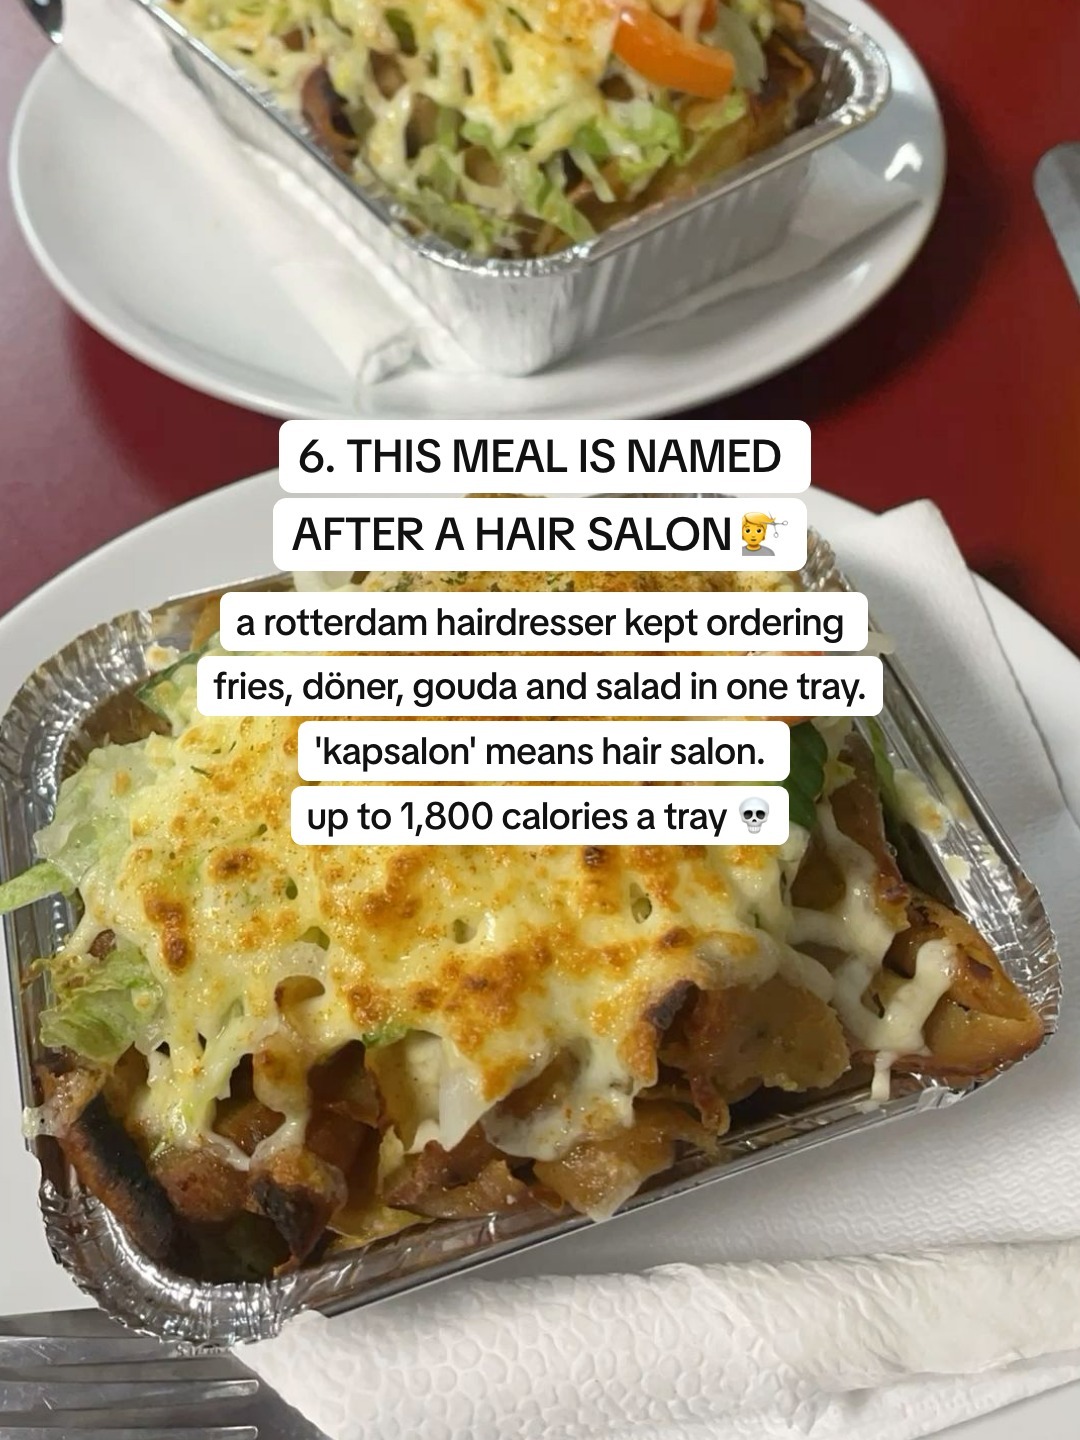 6. THIS MEAL IS NAMED
AFTER A HAIR SALON 💇
a rotterdam hairdresser kept ordering
fries, döner, gouda and salad in one tray.
'kapsalon' means hair salon.
up to 1,800 calories a tray 💀